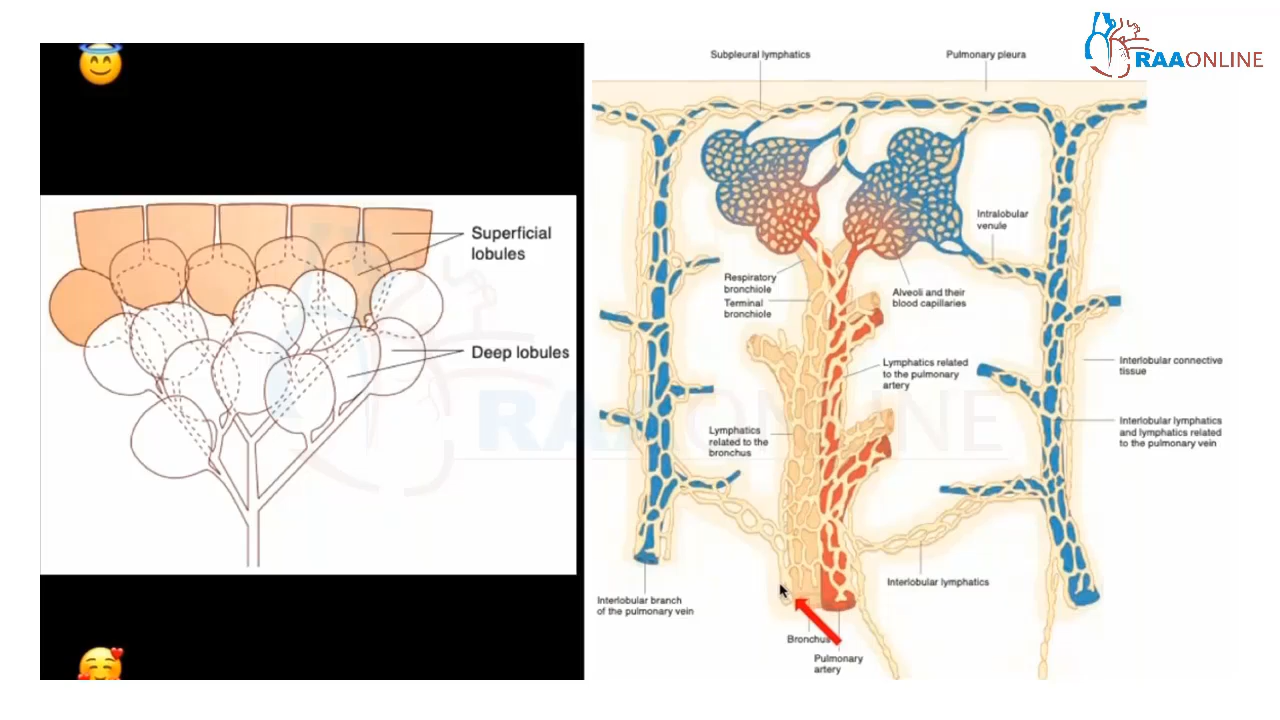 RAAONLINE
Superficial
lobules
Deep lobules
RAAONLINE
Subpleural lymphatics
Pulmonary pleura
Intralobular
venule
Respiratory
bronchiole
Terminal
bronchiole
Alveoli and their
blood capillaries
Lymphatics related
to the pulmonary
artery
Interlobular connective
tissue
Lymphatics
related to the
bronchus
Interlobular lymphatics
and lymphatics related
to the pulmonary vein
Interlobular lymphatics
Interlobular branch
of the pulmonary vein
Bronchus
Pulmonary
artery